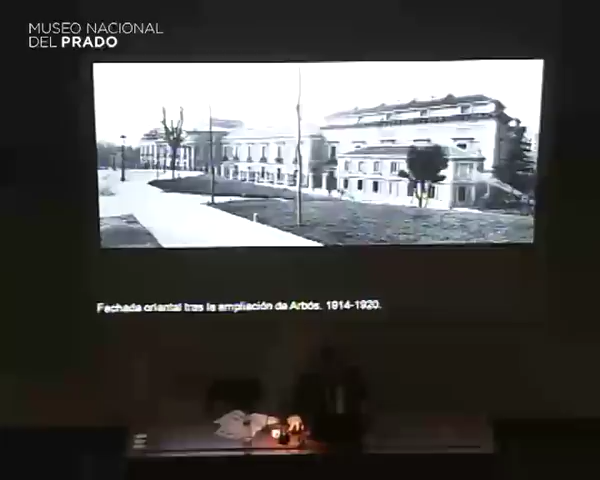 MUSEO NACIONAL
DEL PRADO
Fachada oriental tras la ampliación de Arbós. 1914-1920.